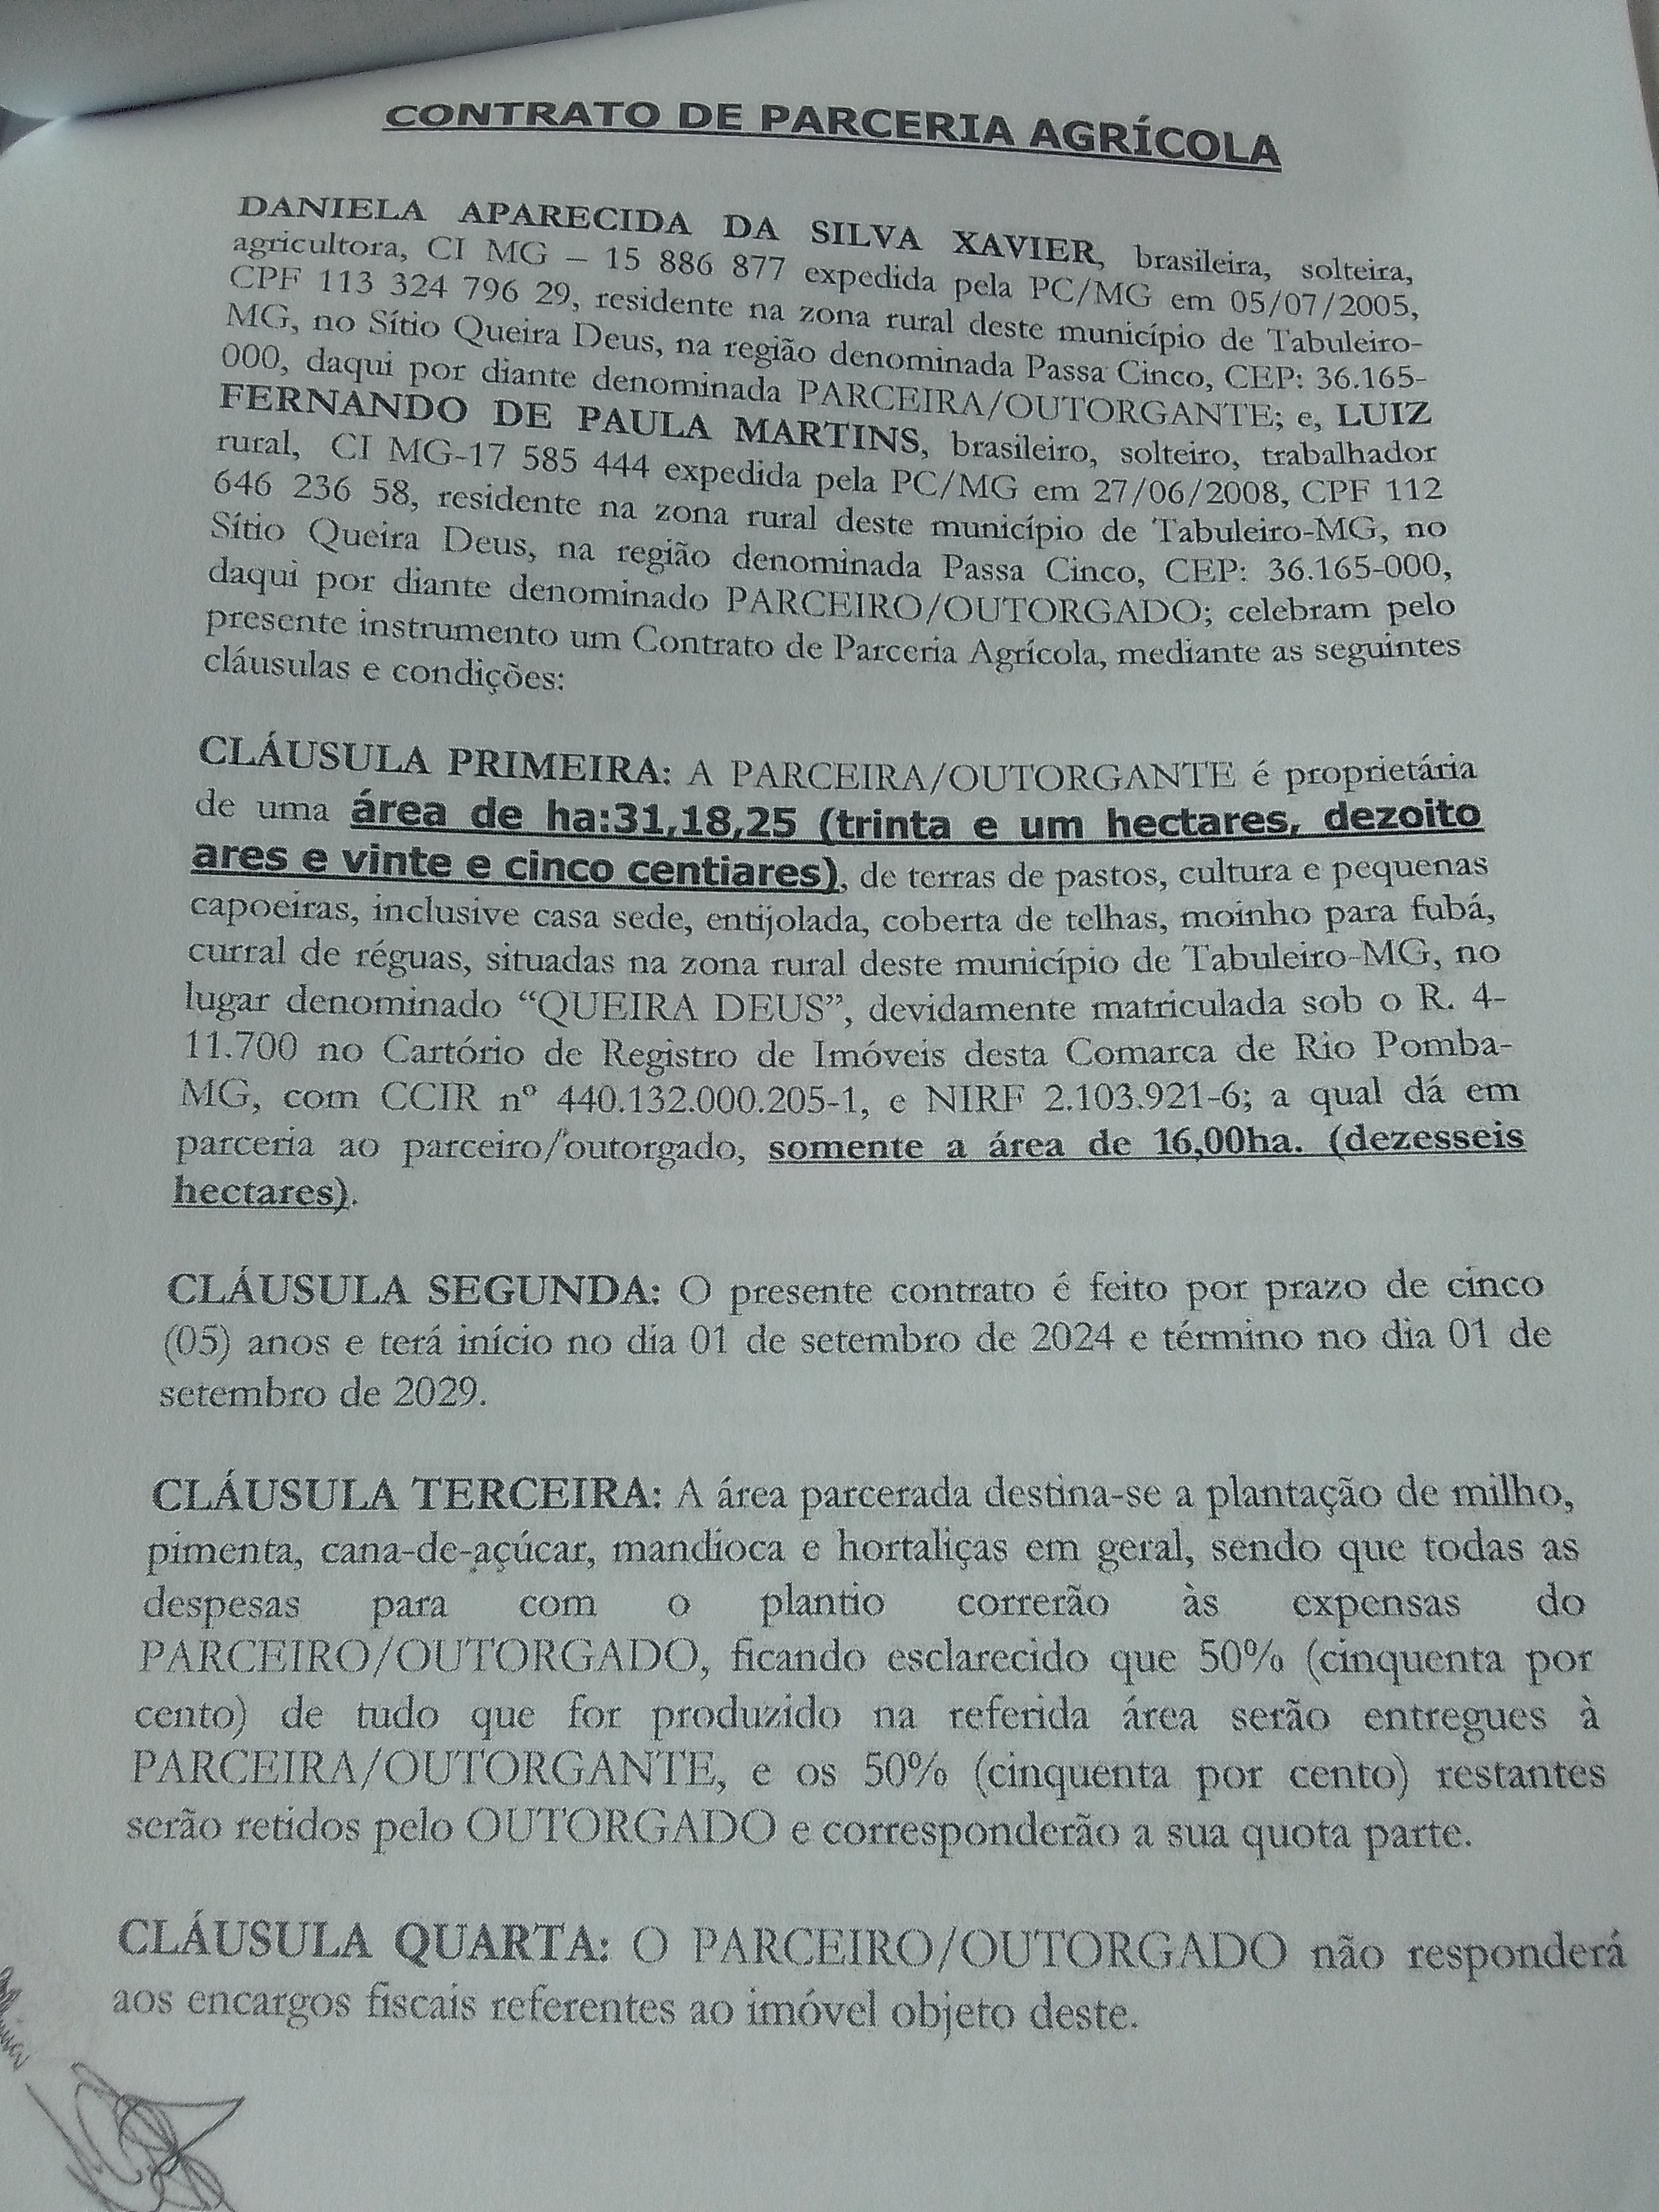 CONTRATO DE PARCERIA AGRÍCOLA
DANIELA APARECIDA DA SILVA XAVIER, brasileira, solteira,
agricultora, CI MG – 15 886 877 expedida pela PC/MG em 05/07/2005,
CPF 113 324 796 29, residente na zona rural deste município de Tabuleiro-
MG, no Sítio Queira Deus, na região denominada Passa Cinco, CEP: 36.165-
000, daqui por diante denominada PARCEIRA/OUTORGANTE; e, LUIZ
FERNANDO DE PAULA MARTINS, brasileiro, solteiro, trabalhador
rural, CI MG-17 585 444 expedida pela PC/MG em 27/06/2008, CPF 112
646 236 58, residente na zona rural deste município de Tabuleiro-MG, no
Sítio Queira Deus, na região denominada Passa Cinco, CEP: 36.165-000,
daqui por diante denominado PARCEIRO/OUTORGADO; celebram pelo
presente instrumento um Contrato de Parceria Agrícola, mediante as seguintes
cláusulas e condições:
CLÁUSULA PRIMEIRA: A PARCEIRA/OUTORGANTE é proprietária
de uma área de ha:31,18,25 (trinta e um hectares, dezoito
ares e vinte e cinco centiares), de terras de pastos, cultura e pequenas
capoeiras, inclusive casa sede, entijolada, coberta de telhas, moinho para fubá,
curral de réguas, situadas na zona rural deste município de Tabuleiro-MG, no
lugar denominado “QUEIRA DEUS”, devidamente matriculada sob o R. 4-
11.700 no Cartório de Registro de Imóveis desta Comarca de Rio Pomba-
MG, com CCIR nº 440.132.000.205-1, e NIRF 2.103.921-6; a qual dá em
parceria ao parceiro/outorgado, somente a área de 16,00ha. (dezesseis
hectares).
CLÁUSULA SEGUNDA: O presente contrato é feito por prazo de cinco
(05) anos e terá início no dia 01 de setembro de 2024 e término no dia 01 de
setembro de 2029.
CLÁUSULA TERCEIRA: A área parcerada destina-se a plantação de milho,
pimenta, cana-de-açúcar, mandioca e hortaliças em geral, sendo que todas as
despesas para com o plantio correrão às expensas do
PARCEIRO/OUTORGADO, ficando esclarecido que 50% (cinquenta por
cento) de tudo que for produzido na referida área serão entregues à
PARCEIRA/OUTORGANTE, e os 50% (cinquenta por cento) restantes
serão retidos pelo OUTORGADO e corresponderão a sua quota parte.
CLÁUSULA QUARTA: O PARCEIRO/OUTORGADO não responderá
aos encargos fiscais referentes ao imóvel objeto deste.